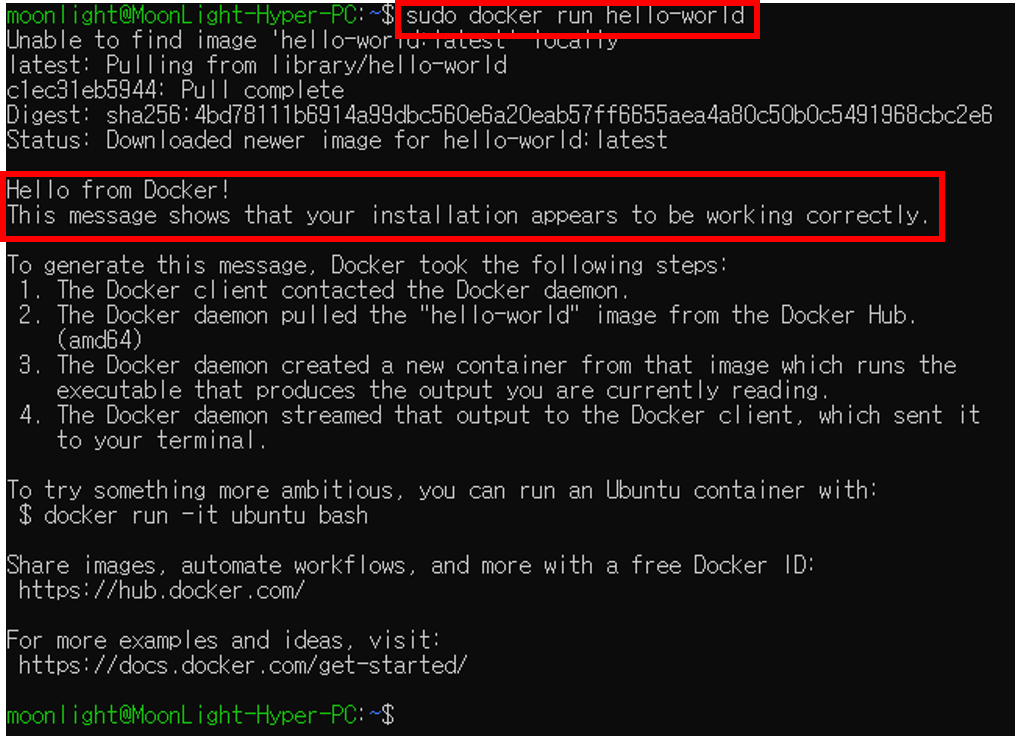 moonlight@MoonLight-Hyper-PC:~$ sudo docker run hello-world
Unable to find image 'hello-world:latest' locally
latest: Pulling from library/hello-world
c1ec31eb5944: Pull complete
Digest: sha256:4bd78111b6914a99dbc560e6a20eab57ff6655aea4a80c50b0c5491968cbc2e6
Status: Downloaded newer image for hello-world:latest
Hello from Docker!
This message shows that your installation appears to be working correctly.
To generate this message, Docker took the following steps:
1. The Docker client contacted the Docker daemon.
2. The Docker daemon pulled the "hello-world" image from the Docker Hub.
(amd64)
3. The Docker daemon created a new container from that image which runs the
executable that produces the output you are currently reading.
4. The Docker daemon streamed that output to the Docker client, which sent it
to your terminal.
To try something more ambitious, you can run an Ubuntu container with:
$ docker run -it ubuntu bash
Share images, automate workflows, and more with a free Docker ID:
https://hub.docker.com/
For more examples and ideas, visit:
https://docs.docker.com/get-started/
moonlight@MoonLight-Hyper-PC:~$